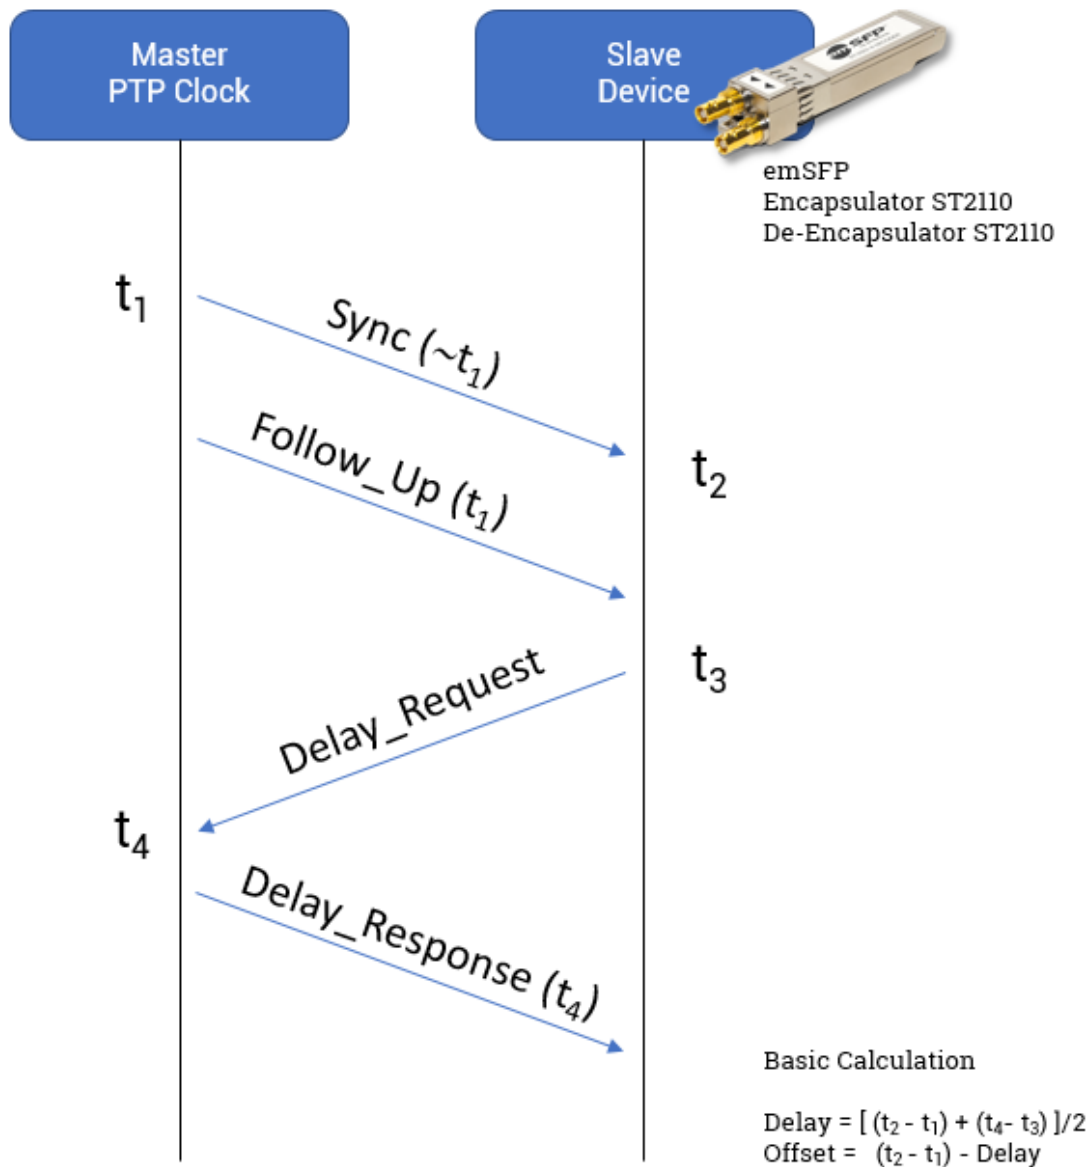 Master
PTP Clock
Slave
Device
SFP
emSFP
Encapsulator ST2110
De-Encapsulator ST2110
t₁
Sync (~t₁)
Follow_Up (t₁)
t₂
t₃
Delay_Request
t₄
Delay_Response (t₄)
Basic Calculation
Delay = [ (t₂ - t₁) + (t₄- t₃) ]/2
Offset = (t₂ - t₁) - Delay